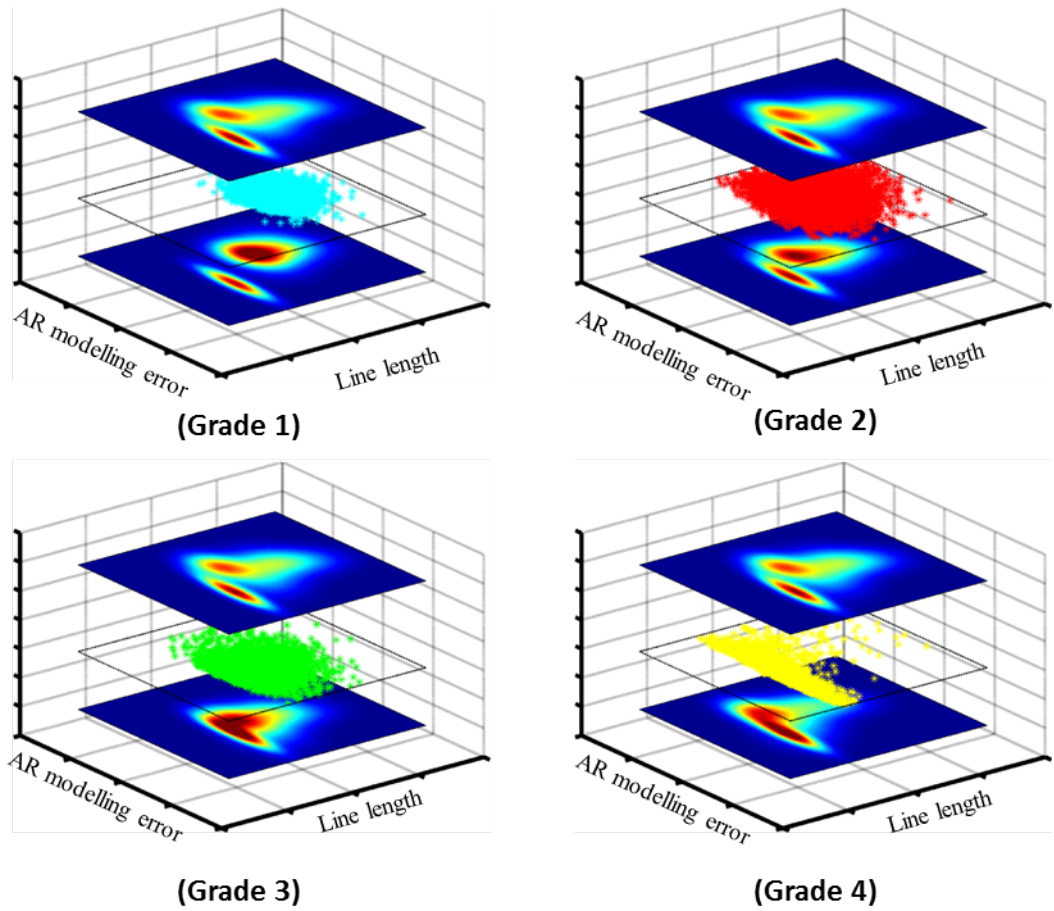 AR modelling error
Line length
(Grade 1)
AR modelling error
Line length
(Grade 2)
AR modelling error
Line length
(Grade 3)
AR modelling error
Line length
(Grade 4)